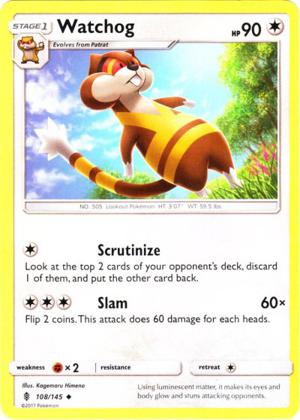 STAGE 1
Watchog
HP 90
Evolves from Patrat
NO. 505 Lookout Pokémon HT: 3'07" WT: 59.5 lbs.
Scrutinize
Look at the top 2 cards of your opponent's deck, discard
1 of them, and put the other card back.
Slam 60×
Flip 2 coins. This attack does 60 damage for each heads.
weakness ×2 resistance retreat
Illus. Kagemaru Himeno
108/145
©2017 Pokémon
Using luminescent matter, it makes its eyes and
body glow and stuns attacking opponents.